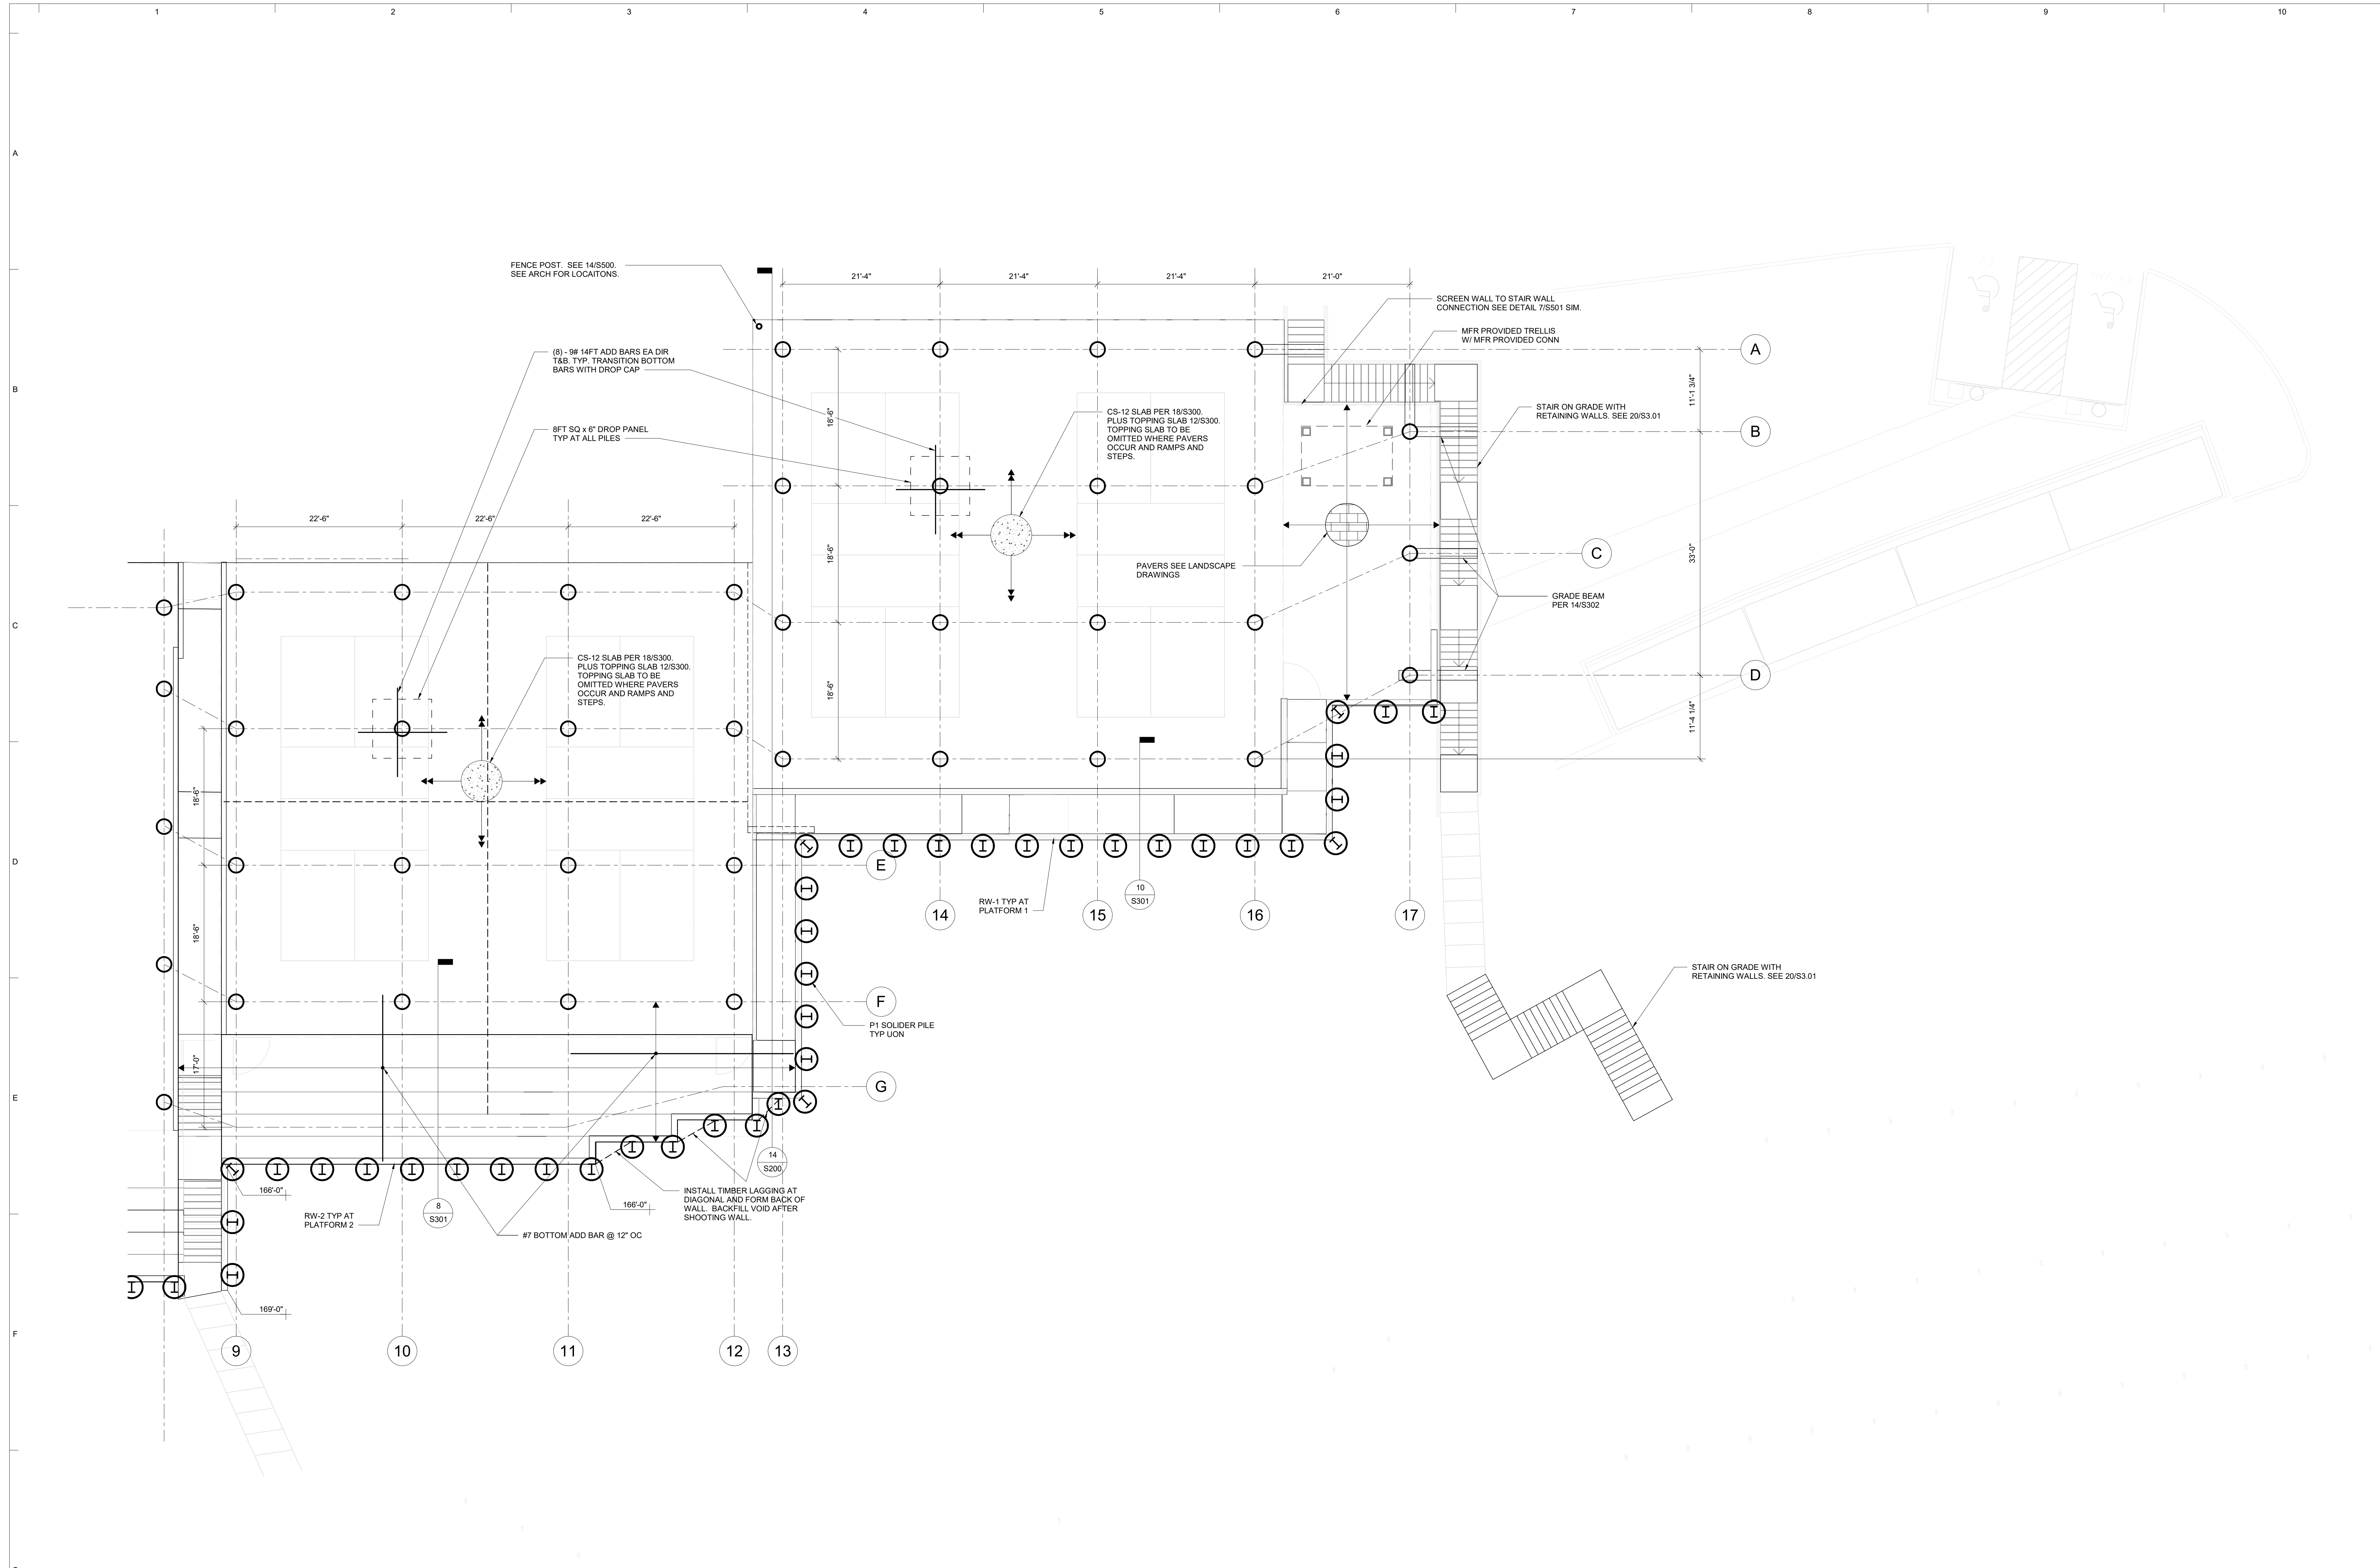 1
2
3
4
5
6
7
8
9
10
A
B
C
D
E
F
FENCE POST. SEE 14/S500.
SEE ARCH FOR LOCAITONS.
21'-4"
21'-4"
21'-4"
21'-0"
SCREEN WALL TO STAIR WALL
CONNECTION SEE DETAIL 7/S501 SIM.
MFR PROVIDED TRELLIS
W/ MFR PROVIDED CONN
(8) - 9# 14FT ADD BARS EA DIR
T&B. TYP. TRANSITION BOTTOM
BARS WITH DROP CAP
8FT SQ x 6" DROP PANEL
TYP AT ALL PILES
CS-12 SLAB PER 18/S300.
PLUS TOPPING SLAB 12/S300.
TOPPING SLAB TO BE
OMITTED WHERE PAVERS
OCCUR AND RAMPS AND
STEPS.
STAIR ON GRADE WITH
RETAINING WALLS. SEE 20/S3.01
A
11'-1 3/4"
B
33'-0"
C
D
11'-4 1/4"
18'-6"
18'-6"
18'-6"
22'-6"
22'-6"
22'-6"
PAVERS SEE LANDSCAPE
DRAWINGS
GRADE BEAM
PER 14/S302
CS-12 SLAB PER 18/S300.
PLUS TOPPING SLAB 12/S300.
TOPPING SLAB TO BE
OMITTED WHERE PAVERS
OCCUR AND RAMPS AND
STEPS.
18'-6"
18'-6"
17'-0"
E
F
G
10
S301
RW-1 TYP AT
PLATFORM 1
14
15
16
17
P1 SOLIDER PILE
TYP UON
STAIR ON GRADE WITH
RETAINING WALLS. SEE 20/S3.01
14
S200
INSTALL TIMBER LAGGING AT
DIAGONAL AND FORM BACK OF
WALL. BACKFILL VOID AFTER
SHOOTING WALL.
166'-0"
166'-0"
8
S301
RW-2 TYP AT
PLATFORM 2
#7 BOTTOM ADD BAR @ 12" OC
169'-0"
9
10
11
12
13